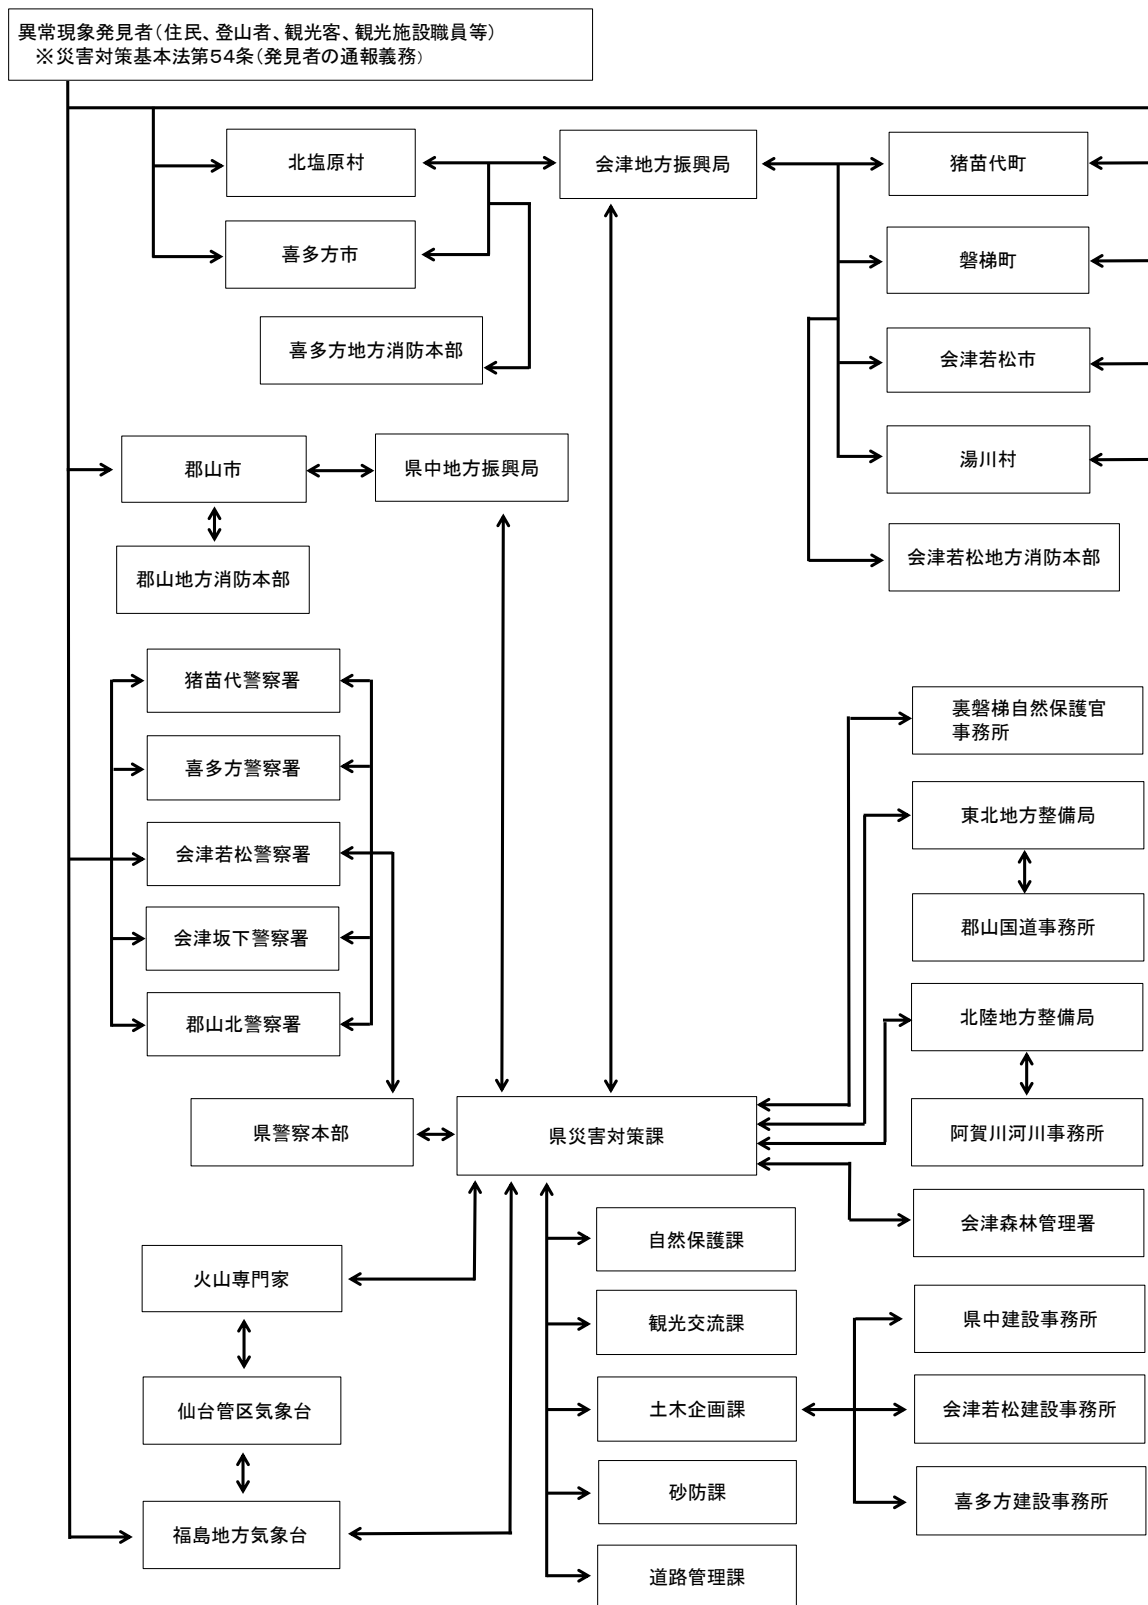 異常現象発見者（住民、登山者、観光客、観光施設職員等）
※災害対策基本法第54条（発見者の通報義務）
北塩原村
会津地方振興局
猪苗代町
喜多方市
磐梯町
喜多方地方消防本部
会津若松市
郡山市
県中地方振興局
湯川村
郡山地方消防本部
会津若松地方消防本部
猪苗代警察署
裏磐梯自然保護官
事務所
喜多方警察署
東北地方整備局
会津若松警察署
郡山国道事務所
会津坂下警察署
郡山北警察署
北陸地方整備局
県警察本部
県災害対策課
阿賀川河川事務所
会津森林管理署
自然保護課
火山専門家
観光交流課
県中建設事務所
仙台管区気象台
土木企画課
会津若松建設事務所
砂防課
喜多方建設事務所
福島地方気象台
道路管理課